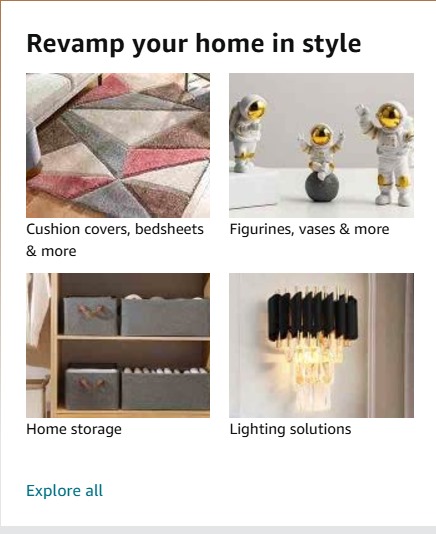 Revamp your home in style
Cushion covers, bedsheets
& more
Figurines, vases & more
Home storage
Lighting solutions
Explore all